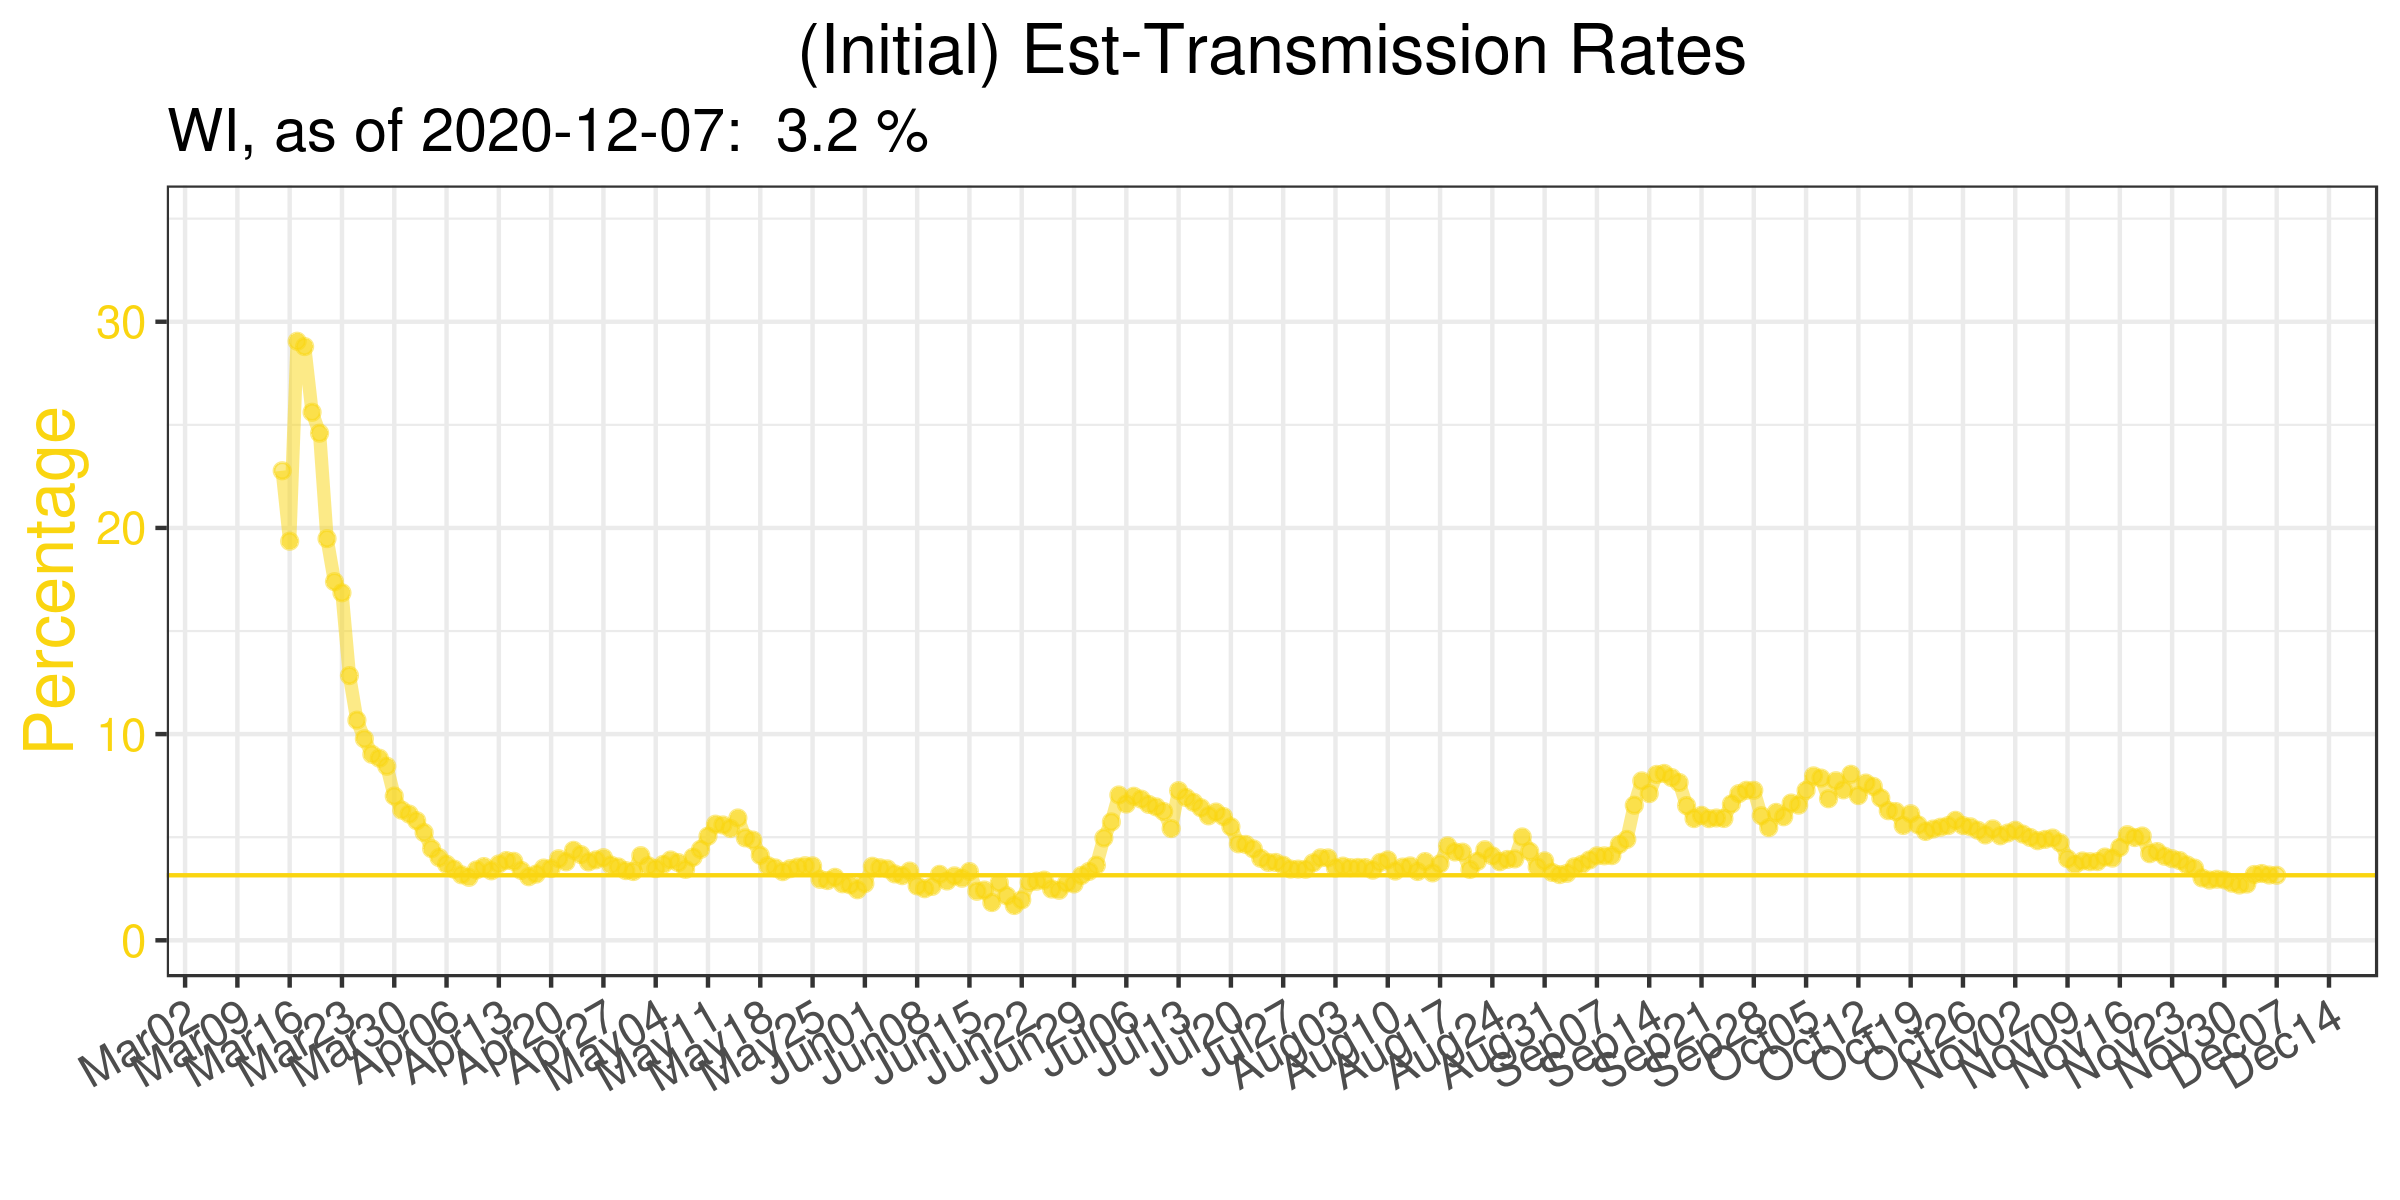 (Initial) Est-Transmission Rates
WI, as of 2020-12-07:  3.2 %
Percentage
30
20
10
0
Mar02
Mar09
Mar16
Mar23
Mar30
Apr06
Apr13
Apr20
Apr27
May04
May11
May18
May25
Jun01
Jun08
Jun15
Jun22
Jun29
Jul06
Jul13
Jul20
Jul27
Aug03
Aug10
Aug17
Aug24
Aug31
Sep07
Sep14
Sep21
Sep28
Oct05
Oct12
Oct19
Oct26
Nov02
Nov09
Nov16
Nov23
Nov30
Dec07
Dec14